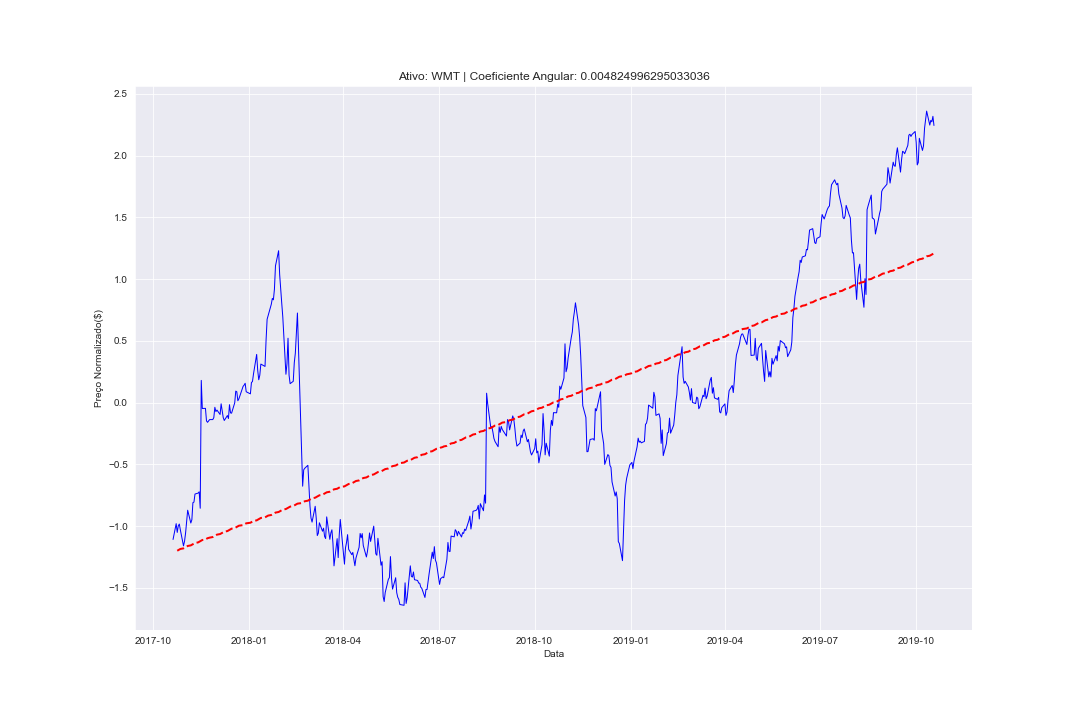 Ativo: WMT | Coeficiente Angular: 0.004824996295033036
2.5
2.0
1.5
1.0
0.5
0.0
−0.5
−1.0
−1.5
Preço Normalizado($)
2017-10 2018-01 2018-04 2018-07 2018-10 2019-01 2019-04 2019-07 2019-10
Data